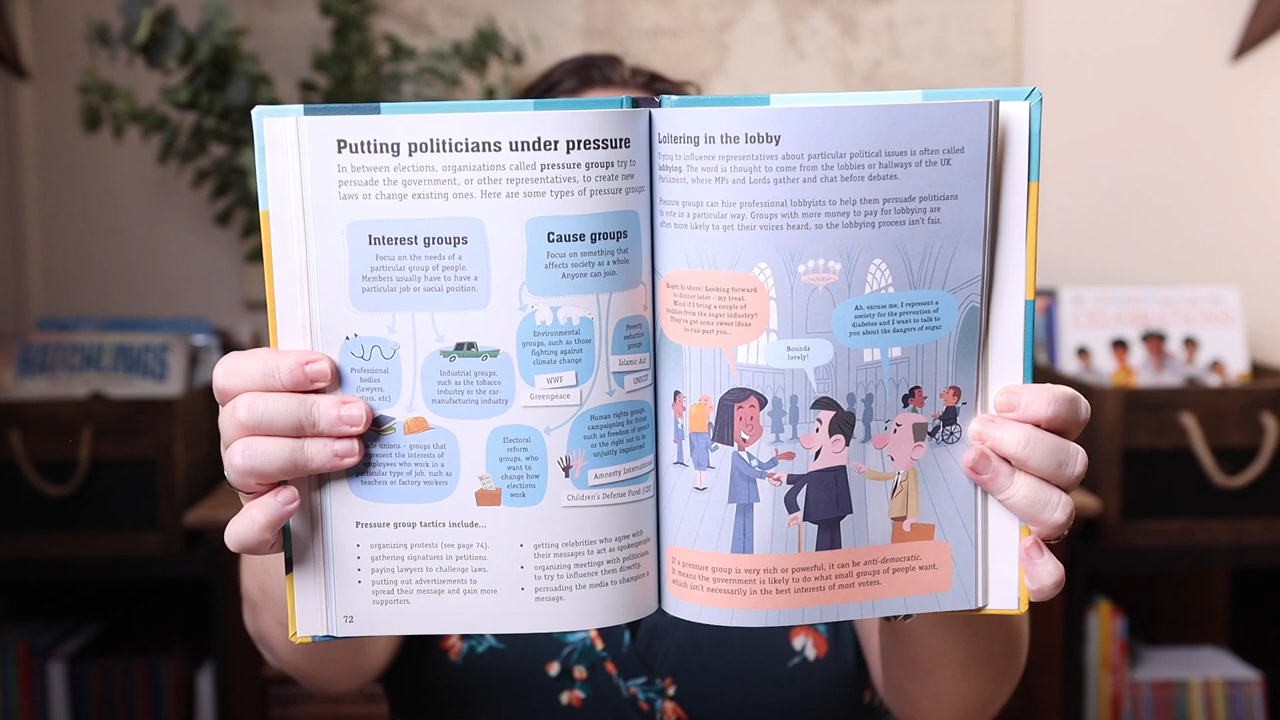 Putting politicians under pressure
In between elections, organizations called pressure groups try to
persuade the government, or other representatives, to create new
laws or change existing ones. Here are some types of pressure groups:
Interest groups
Focus on the needs of a
particular group of people.
Members usually have to have a
particular job or social position.
Cause groups
Focus on something that
affects society as a whole.
Anyone can join.
Professional
bodies
(lawyers,
etc)
Industrial groups,
such as the tobacco
industry or the car-
manufacturing industry
Environmental
groups, such as those
fighting against
climate change
WWF
Greenpeace
Poverty
reduction
groups
Islamic Aid
UNICEF
unions – groups that
represent the interests of
employees who work in a
particular type of job, such as
teachers or factory workers
Electoral
reform
groups, who
want to
change how
elections
work
Human rights groups,
campaigning for things
such as freedom of speech
or the right not to be
unjustly imprisoned
Amnesty International
Children's Defense Fund (CDF)
Pressure group tactics include...
• organizing protests (see page 74).
• gathering signatures in petitions.
• paying lawyers to challenge laws.
• putting out advertisements to
spread their message and gain more
supporters.
• getting celebrities who agree with
their messages to act as spokespeople
• organizing meetings with politicians,
to try to influence them directly.
• persuading the media to champion a
message.
72
Loitering in the lobby
Trying to influence representatives about particular political issues is often called
lobbying. The word is thought to come from the lobbies or hallways of the UK
Parliament, where MPs and Lords gather and chat before debates.
Pressure groups can hire professional lobbyists to help them persuade politicians
to vote in a particular way. Groups with more money to pay for lobbying are
often more likely to get their voices heard, so the lobbying process isn't fair.
Roger, hi there! Looking forward
to dinner later – my treat.
Mind if I bring a couple of
buddies from the sugar industry?
They've got some sweet ideas
to run past you...
Sounds
lovely!
Ah, excuse me, I represent a
society for the prevention of
diabetes and I want to talk to
you about the dangers of sugar
If a pressure group is very rich or powerful, it can be anti-democratic.
It means the government is likely to do what small groups of people want,
which isn't necessarily in the best interests of most voters.
HATCHLINGS